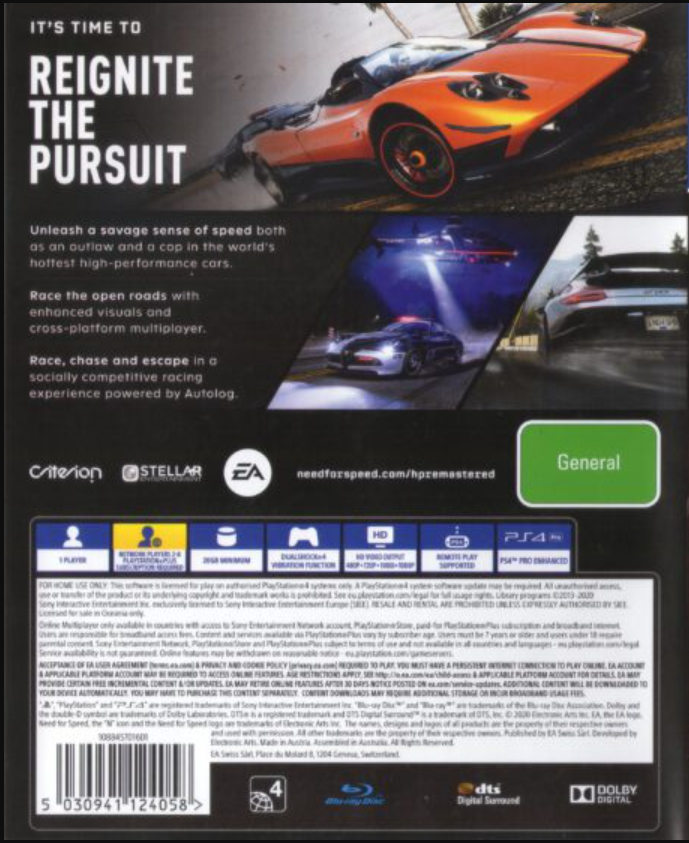 IT'S TIME TO
REIGNITE
THE
PURSUIT
Unleash a savage sense of speed both
as an outlaw and a cop in the world's
hottest high-performance cars.
Race the open roads with
enhanced visuals and
cross-platform multiplayer.
Race, chase and escape in a
socially competitive racing
experience powered by Autolog.
Criterion STELLAR ENTERTAINMENT EA needforspeed.com/hpremastered
General
1 PLAYER
NETWORK PLAYERS 2-8
PLAYSTATION®PLUS
SUBSCRIPTION REQUIRED
20GB MINIMUM
DUALSHOCK®4
VIBRATION FUNCTION
HD
HD VIDEO OUTPUT
480P•720P•1080i•1080P
REMOTE PLAY
SUPPORTED
PS4 Pro
PS4™ PRO ENHANCED
FOR HOME USE ONLY: This software is licensed for play on authorised PlayStation®4 systems only. A PlayStation®4 system software update may be required. All unauthorised access,
use or transfer of the product or its underlying copyright and trademark works is prohibited. See eu.playstation.com/legal for full usage rights. Library programs ©2013-2020
Sony Interactive Entertainment Inc. exclusively licensed to Sony Interactive Entertainment Europe (SIEE). RESALE AND RENTAL ARE PROHIBITED UNLESS EXPRESSLY AUTHORISED BY SIEE.
Licensed for sale in Oceania only.
Online Multiplayer only available in countries with access to Sony Entertainment Network account, PlayStation®Store, paid-for PlayStation®Plus subscription and broadband internet.
Users are responsible for broadband access fees. Content and services available via PlayStation®Plus vary by subscriber age. Users must be 7 years or older and users under 18 require
parental consent. Sony Entertainment Network, PlayStation®Store and PlayStation®Plus subject to terms of use and not available in all countries and languages - eu.playstation.com/legal
Service availability is not guaranteed. Online features may be withdrawn on reasonable notice - eu.playstation.com/gameservers.
ACCEPTANCE OF EA USER AGREEMENT (terms.ea.com) & PRIVACY AND COOKIE POLICY (privacy.ea.com) REQUIRED TO PLAY. YOU MUST HAVE A PERSISTENT INTERNET CONNECTION TO PLAY ONLINE. EA ACCOUNT
& APPLICABLE PLATFORM ACCOUNT MAY BE REQUIRED TO ACCESS ONLINE FEATURES. AGE RESTRICTIONS APPLY. SEE http://o.ea.com/ea/child-access & APPLICABLE PLATFORM ACCOUNT FOR DETAILS. EA MAY
PROVIDE CERTAIN FREE INCREMENTAL CONTENT &/OR UPDATES. EA MAY RETIRE ONLINE FEATURES AFTER 30 DAYS NOTICE POSTED ON ea.com/service-updates. ADDITIONAL CONTENT WILL BE DOWNLOADED TO
YOUR DEVICE AUTOMATICALLY. YOU MAY HAVE TO PURCHASE THIS CONTENT SEPARATELY. CONTENT DOWNLOADS MAY REQUIRE ADDITIONAL STORAGE OR INCUR BROADBAND USAGE FEES.
"PlayStation" and "PS4" are registered trademarks of Sony Interactive Entertainment Inc. "Blu-ray Disc™" and "Blu-ray™" are trademarks of the Blu-ray Disc Association. Dolby and
the double-D symbol are trademarks of Dolby Laboratories. DTS® is a registered trademark and DTS Digital Surround™ is a trademark of DTS, Inc. © 2020 Electronic Arts Inc. EA, the EA logo,
Need for Speed, the "N" icon and the Need for Speed logo are trademarks of Electronic Arts Inc. The names, designs and logos of all products are the property of their respective owners
and used with permission. All other trademarks are the property of their respective owners. Published by EA Swiss Sàrl. Developed by
Electronic Arts. Made in Austria. Assembled in Australia. All Rights Reserved.
EA Swiss Sàrl, Place du Molard 8, 1204 Geneva, Switzerland.
5 030941 124058 >
4
Blu-ray Disc
dts
Digital Surround
DOLBY
DIGITAL